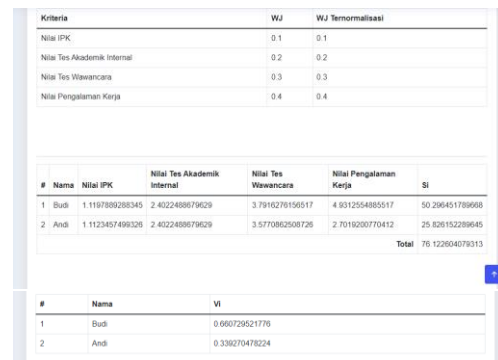 Kriteria WJ WJ Ternormalisasi
Nilai IPK 0.1 0.1
Nilai Tes Akademik Internal 0.2 0.2
Nilai Tes Wawancara 0.3 0.3
Nilai Pengalaman Kerja 0.4 0.4
# Nama Nilai IPK Nilai Tes Akademik Internal Nilai Tes Wawancara Nilai Pengalaman Kerja Si
1 Budi 1.1197889288345 2.4022488679629 3.7916276156517 4.9312554885517 50.296451789668
2 Andi 1.1123457499326 2.4022488679629 3.5770862508726 2.7019200770412 25.826152289645
Total 76.122604079313
# Nama Vi
1 Budi 0.660729521776
2 Andi 0.339270478224